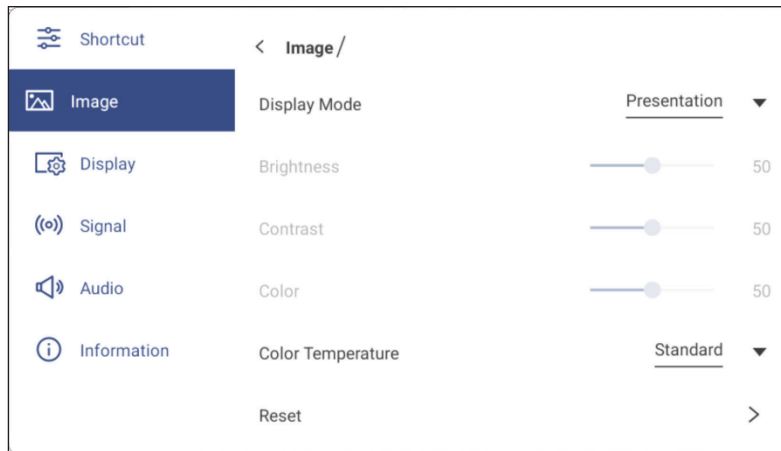 Shortcut
Image
Display
Signal
Audio
Information
< Image /
Display Mode Presentation
Brightness 50
Contrast 50
Color 50
Color Temperature Standard
Reset